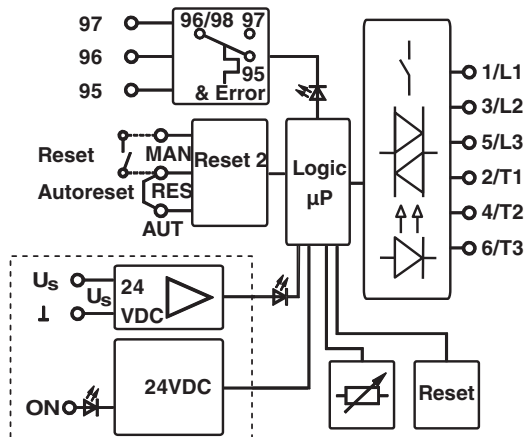 97
96
95
96/98 97
95
& Error
Reset
Autoreset
MAN
RES
AUT
Reset 2
Logic
µP
1/L1
3/L2
5/L3
2/T1
4/T2
6/T3
Us
Us
⊥
24
VDC
24VDC
ON
Reset